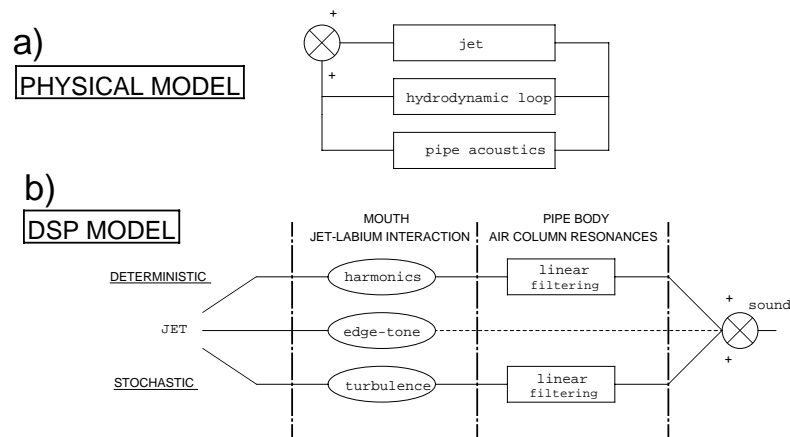 a)
PHYSICAL MODEL
+
+
jet
hydrodynamic loop
pipe acoustics
b)
DSP MODEL
MOUTH
JET-LABIUM INTERACTION
PIPE BODY
AIR COLUMN RESONANCES
DETERMINISTIC
harmonics
linear
filtering
JET
edge-tone
+
sound
+
STOCHASTIC
turbulence
linear
filtering